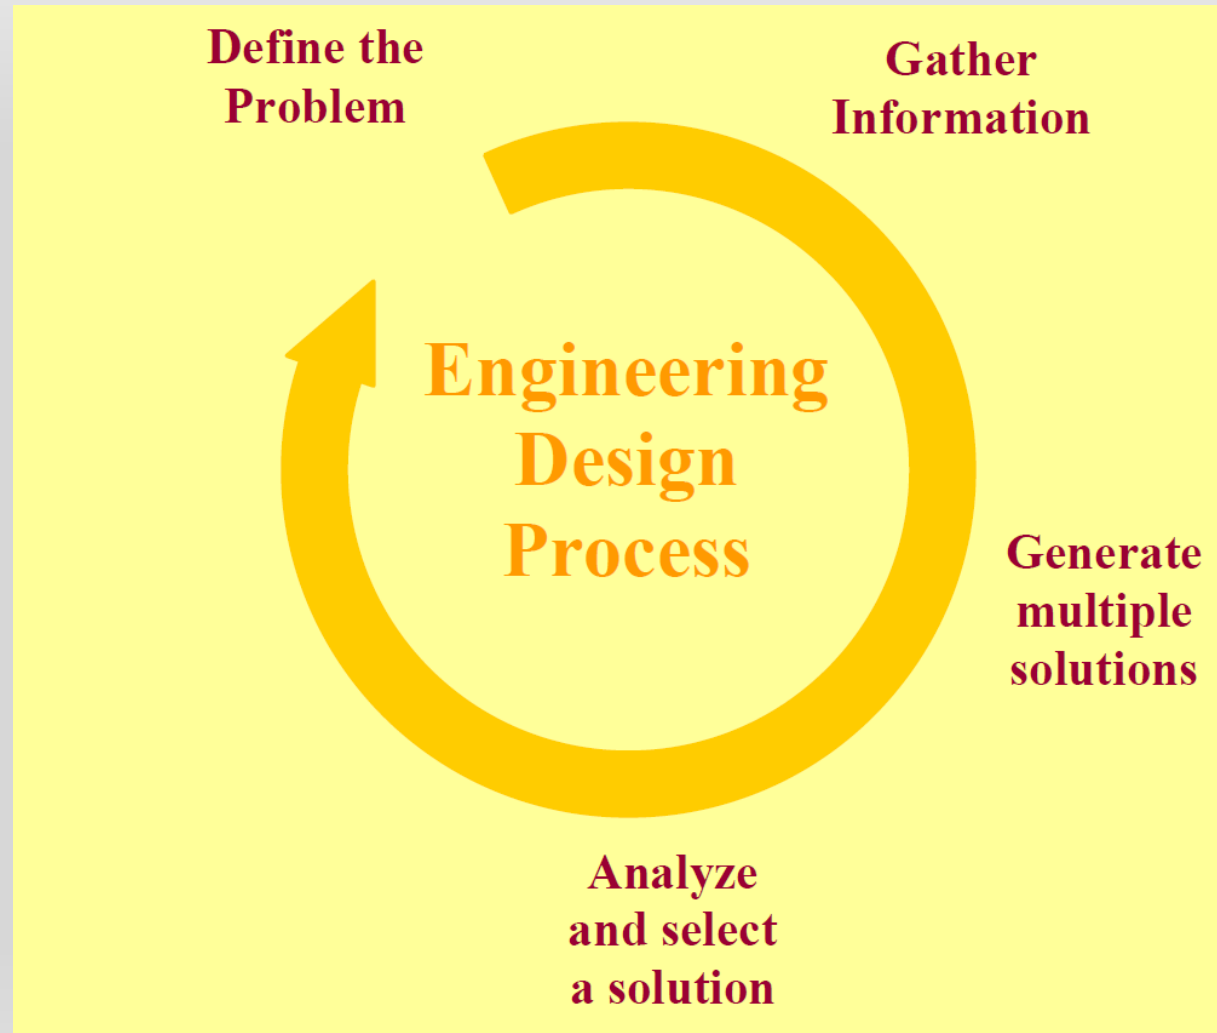 Define the
Problem
Gather
Information
Engineering
Design
Process
Generate
multiple
solutions
Analyze
and select
a solution